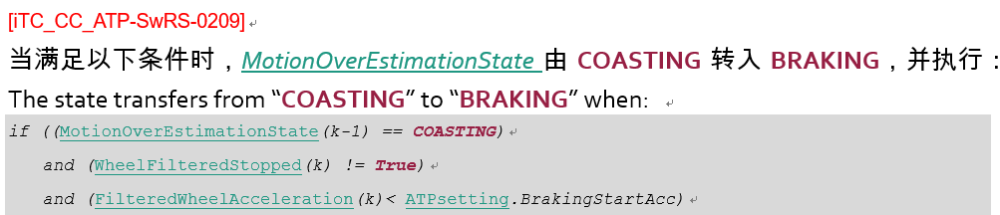 [iTC_CC_ATP-SwRS-0209]
当满足以下条件时，MotionOverEstimationState 由 COASTING 转入 BRAKING，并执行：
The state transfers from “COASTING” to “BRAKING” when:
if ((MotionOverEstimationState(k-1) == COASTING)
and (WheelFilteredStopped(k) != True)
and (FilteredWheelAcceleration(k)< ATPsetting.BrakingStartAcc)